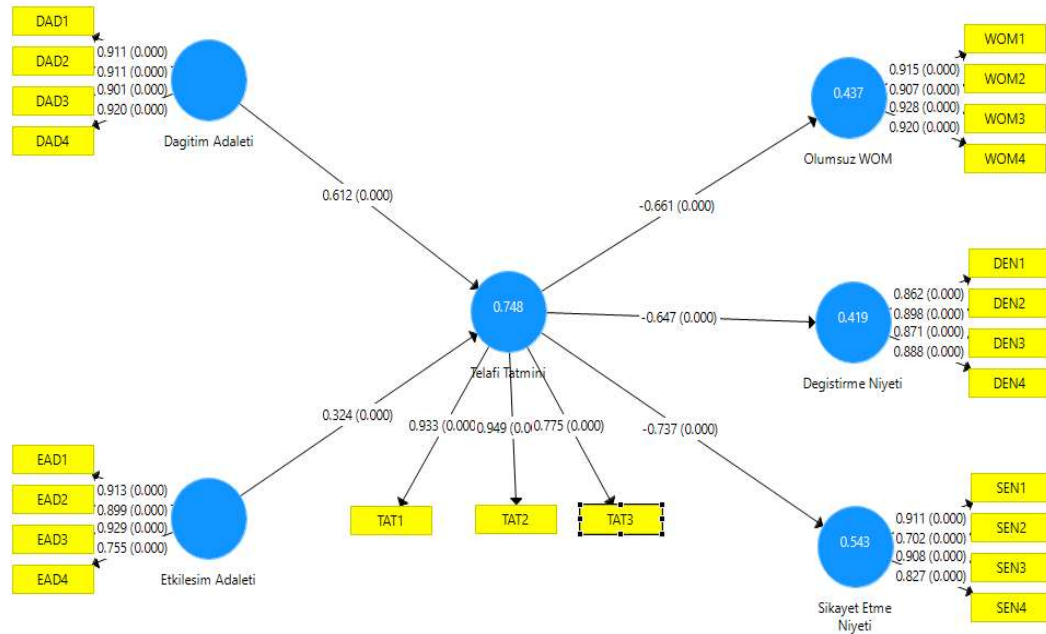 DAD1
DAD2
DAD3
DAD4
0.911 (0.000)
0.911 (0.000)
0.901 (0.000)
0.920 (0.000)
Dagitim Adaleti
0.612 (0.000)
EAD1
EAD2
EAD3
EAD4
0.913 (0.000)
0.899 (0.000)
0.929 (0.000)
0.755 (0.000)
Etkilesim Adaleti
0.324 (0.000)
0.748
Telafi Tatmini
0.933 (0.000
0.949 (0.0
0.775 (0.000)
TAT1
TAT2
TAT3
-0.661 (0.000)
-0.647 (0.000)
-0.737 (0.000)
0.437
Olumsuz WOM
0.915 (0.000)
0.907 (0.000)
0.928 (0.000)
0.920 (0.000)
WOM1
WOM2
WOM3
WOM4
0.419
Degistirme Niyeti
0.862 (0.000)
0.898 (0.000)
0.871 (0.000)
0.888 (0.000)
DEN1
DEN2
DEN3
DEN4
0.543
Sikayet Etme
Niyeti
0.911 (0.000)
0.702 (0.000)
0.908 (0.000)
0.827 (0.000)
SEN1
SEN2
SEN3
SEN4